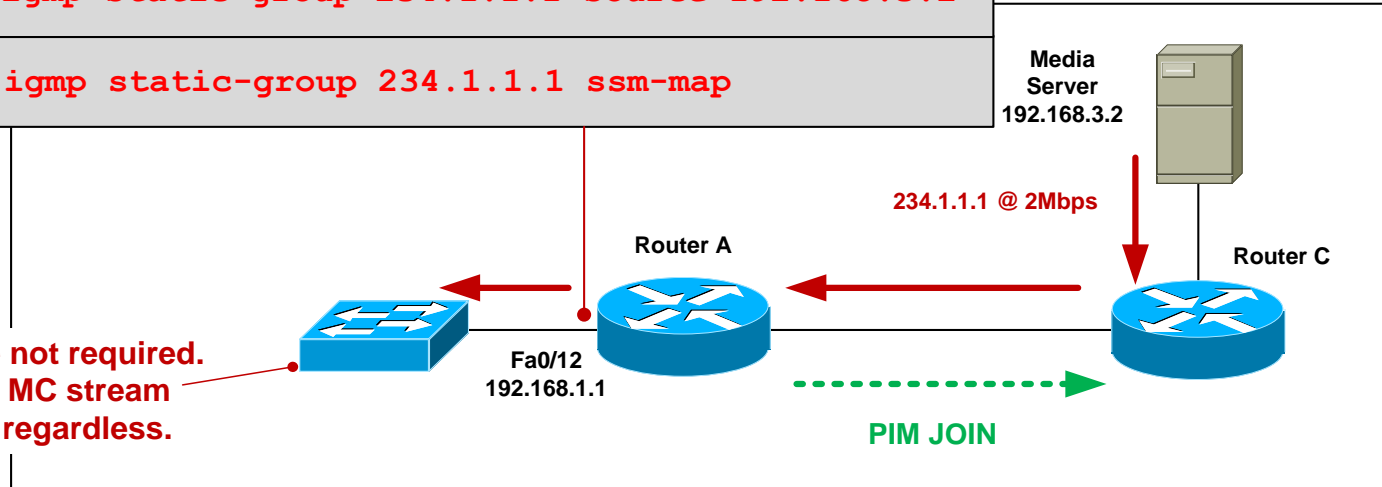 igmp static-group 234.1.1.1 ssm-map
Media
Server
192.168.3.2
234.1.1.1 @ 2Mbps
Router A
Router C
Fa0/12
192.168.1.1
not required.
MC stream
regardless.
PIM JOIN